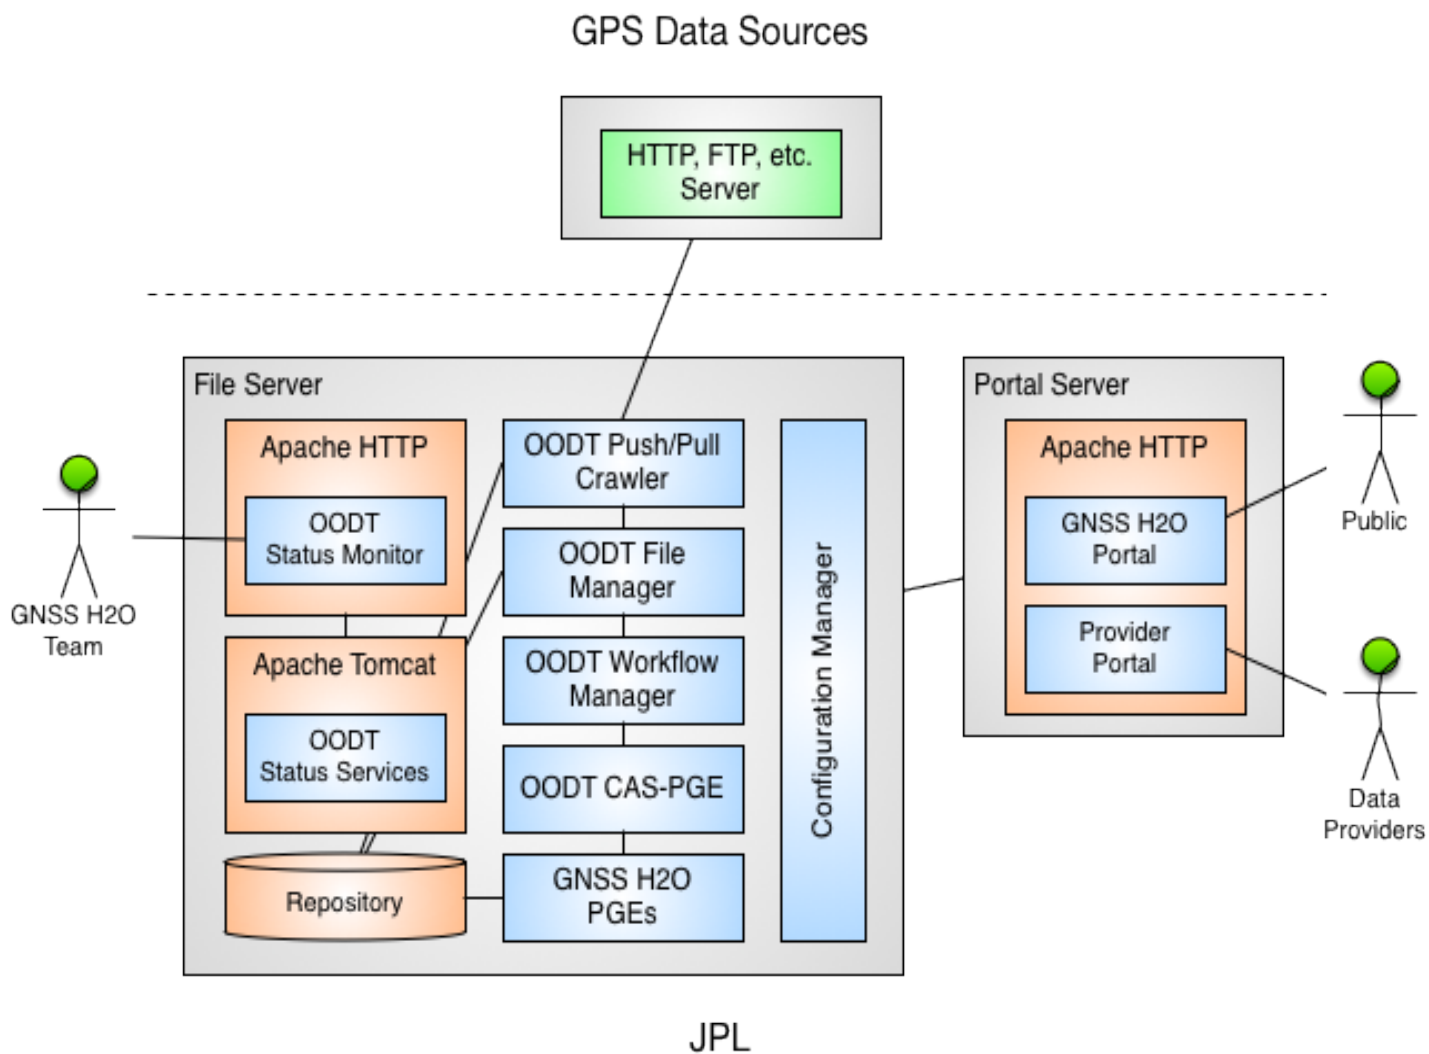 GPS Data Sources
HTTP, FTP, etc.
Server
File Server
Apache HTTP
OODT
Status Monitor
Apache Tomcat
OODT
Status Services
Repository
OODT Push/Pull
Crawler
OODT File
Manager
OODT Workflow
Manager
OODT CAS-PGE
GNSS H2O
PGEs
Configuration Manager
Portal Server
Apache HTTP
GNSS H2O
Portal
Provider
Portal
GNSS H2O
Team
Public
Data
Providers
JPL